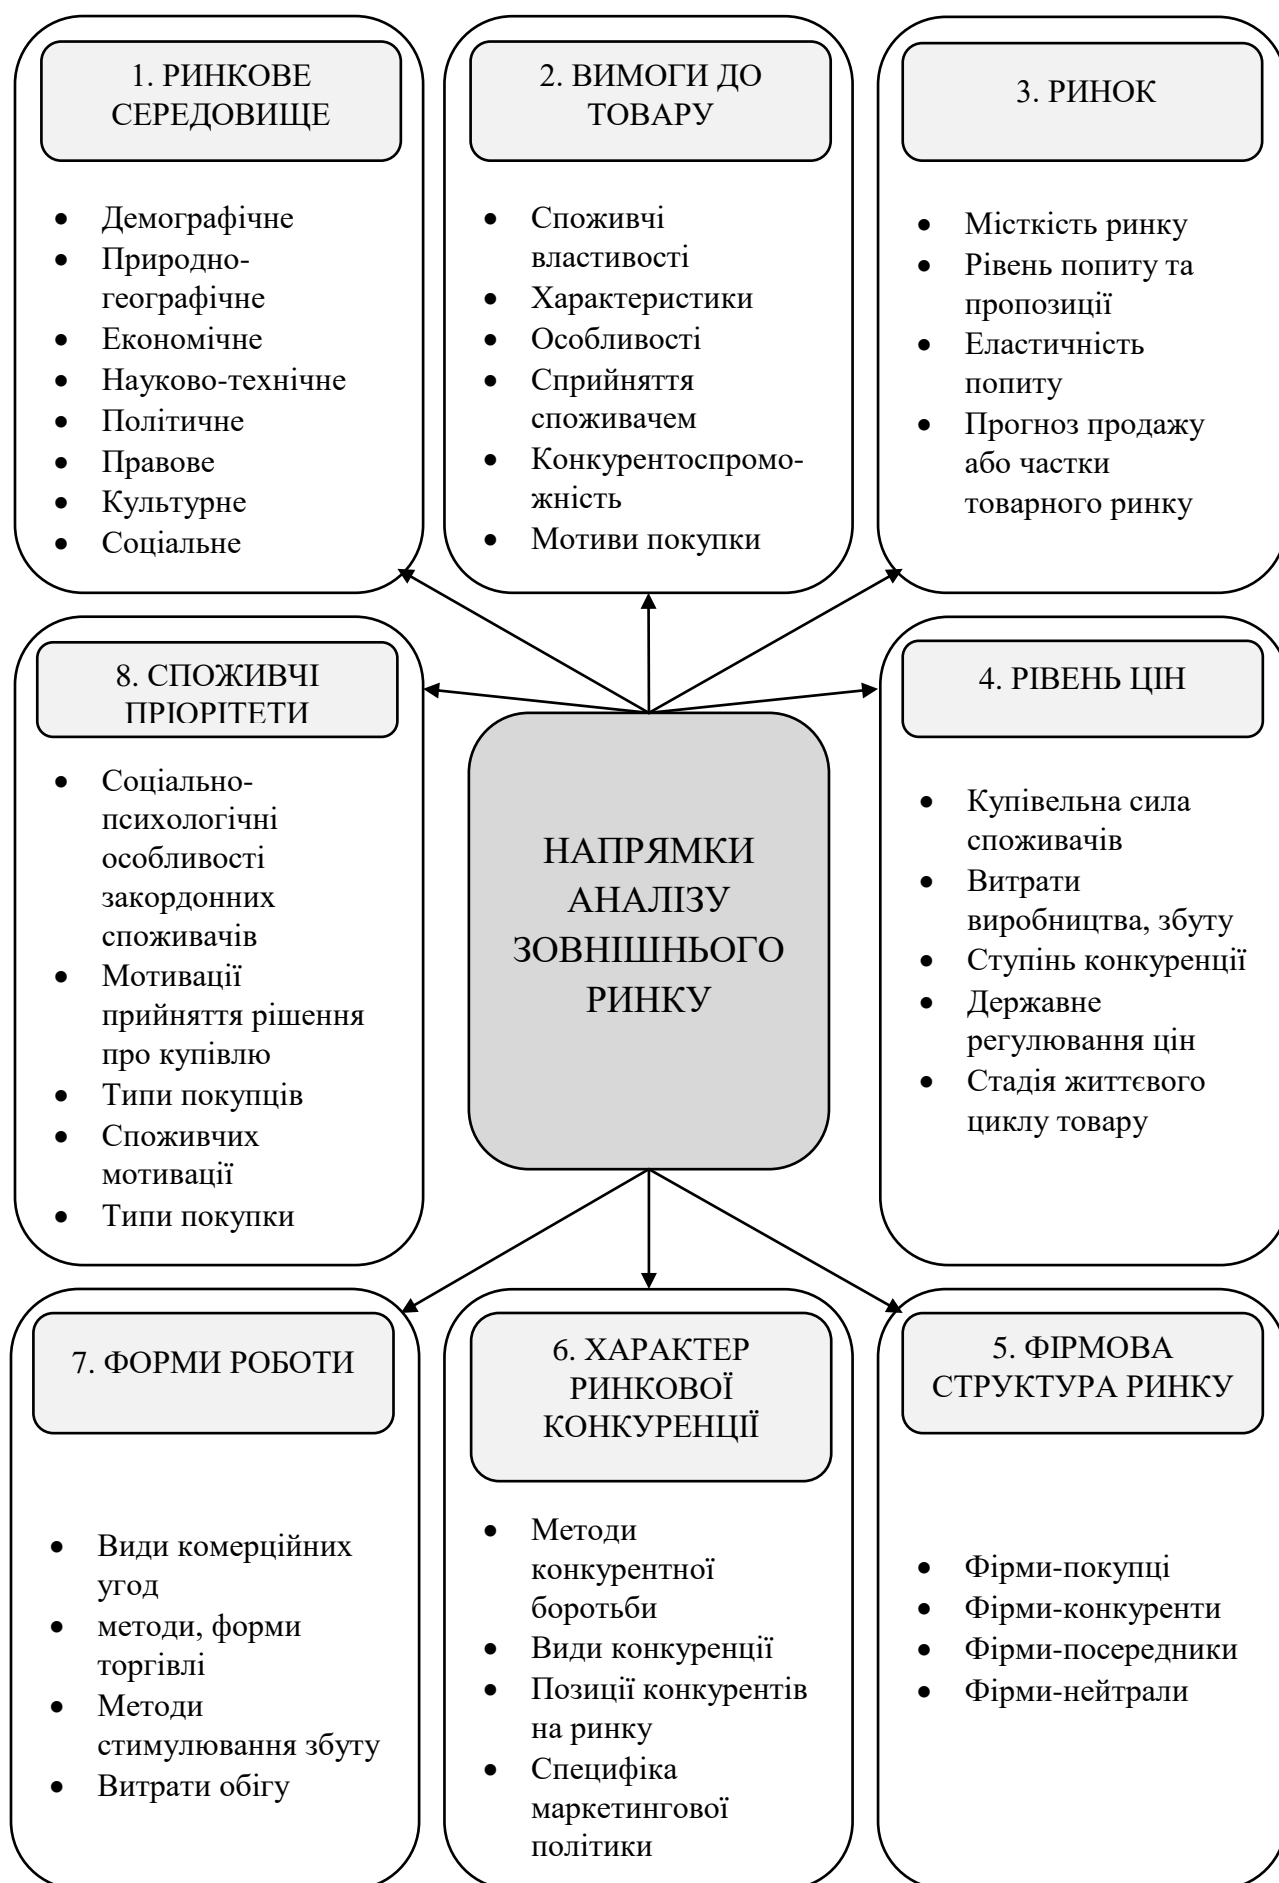 1. РИНКОВЕ
СЕРЕДОВИЩЕ
• Демографічне
• Природно-
географічне
• Економічне
• Науково-технічне
• Політичне
• Правове
• Культурне
• Соціальне
2. ВИМОГИ ДО
ТОВАРУ
• Споживчі
властивості
• Характеристики
• Особливості
• Сприйняття
споживачем
• Конкурентоспромо-
жність
• Мотиви покупки
3. РИНОК
• Місткість ринку
• Рівень попиту та
пропозиції
• Еластичність
попиту
• Прогноз продажу
або частки
товарного ринку
8. СПОЖИВЧІ
ПРІОРІТЕТИ
• Соціально-
психологічні
особливості
закордонних
споживачів
• Мотивації
прийняття рішення
про купівлю
• Типи покупців
• Споживчих
мотивації
• Типи покупки
НАПРЯМКИ
АНАЛІЗУ
ЗОВНІШНЬОГО
РИНКУ
4. РІВЕНЬ ЦІН
• Купівельна сила
споживачів
• Витрати
виробництва, збуту
• Ступінь конкуренції
• Державне
регулювання цін
• Стадія життєвого
циклу товару
7. ФОРМИ РОБОТИ
• Види комерційних
угод
• методи, форми
торгівлі
• Методи
стимулювання збуту
• Витрати обігу
6. ХАРАКТЕР
РИНКОВОЇ
КОНКУРЕНЦІЇ
• Методи
конкурентної
боротьби
• Види конкуренції
• Позиції конкурентів
на ринку
• Специфіка
маркетингової
політики
5. ФІРМОВА
СТРУКТУРА РИНКУ
• Фірми-покупці
• Фірми-конкуренти
• Фірми-посередники
• Фірми-нейтрали